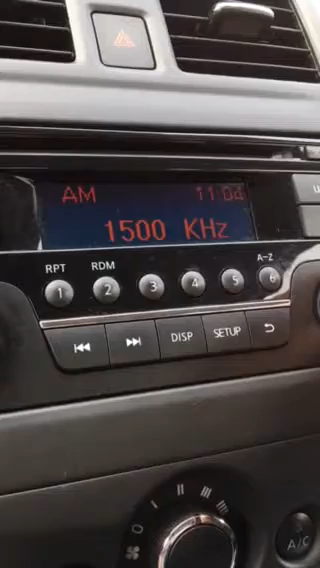 AM 11:04
1500 KHz
RPT RDM A-Z
1 2 3 4 5 6
DISP SETUP
A/C